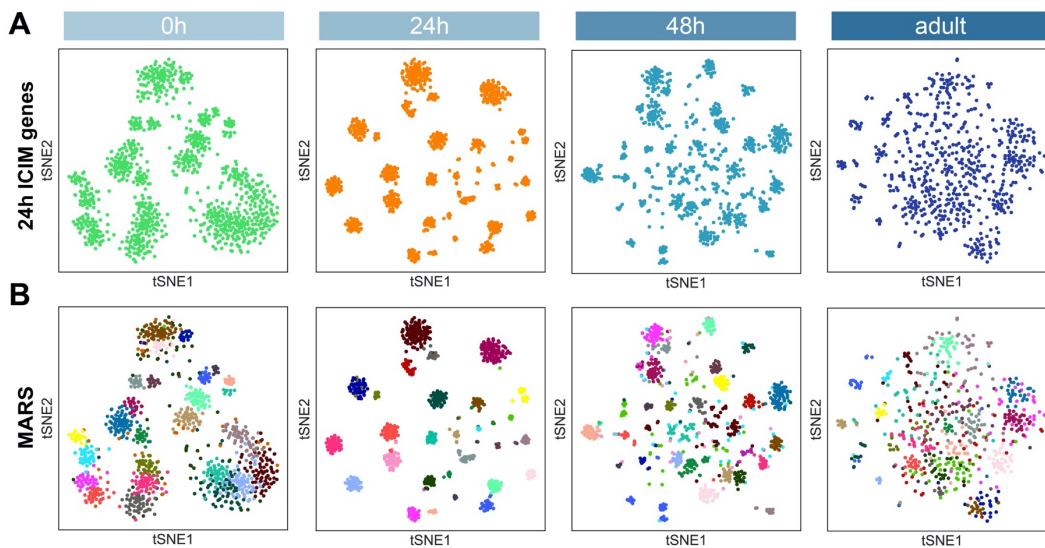 A
0h
24h
48h
adult
24h ICIM genes
tSNE2
tSNE2
tSNE2
tSNE2
tSNE1
tSNE1
tSNE1
tSNE1
B
MARS
tSNE2
tSNE2
tSNE2
tSNE2
tSNE1
tSNE1
tSNE1
tSNE1